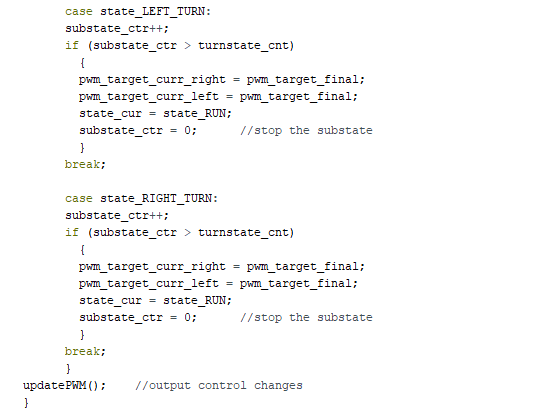 case state_LEFT_TURN:
substate_ctr++;
if (substate_ctr > turnstate_cnt)
{
pwm_target_curr_right = pwm_target_final;
pwm_target_curr_left = pwm_target_final;
state_cur = state_RUN;
substate_ctr = 0; //stop the substate
}
break;
case state_RIGHT_TURN:
substate_ctr++;
if (substate_ctr > turnstate_cnt)
{
pwm_target_curr_right = pwm_target_final;
pwm_target_curr_left = pwm_target_final;
state_cur = state_RUN;
substate_ctr = 0; //stop the substate
}
break;
}
updatePWM(); //output control changes
}